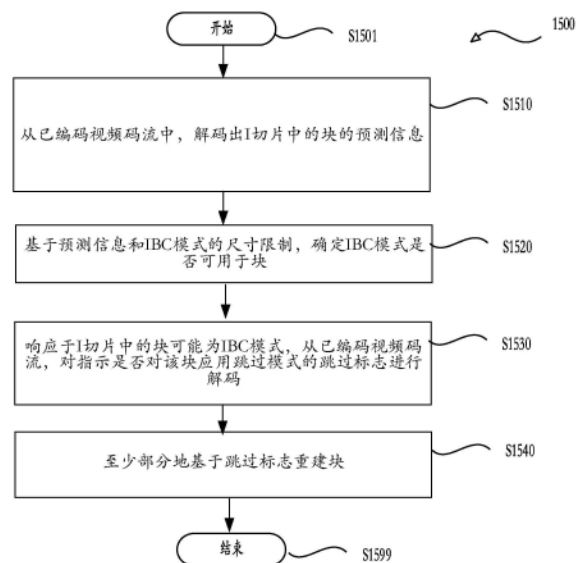 开始
S1501
1500
从已编码视频码流中，解码出I切片中的块的预测信息
S1510
基于预测信息和IBC模式的尺寸限制，确定IBC模式是
否可用于块
S1520
响应于I切片中的块可能为IBC模式，从已编码视频码
流，对指示是否对该块应用跳过模式的跳过标志进行
解码
S1530
至少部分地基于跳过标志重建块
S1540
结束
S1599